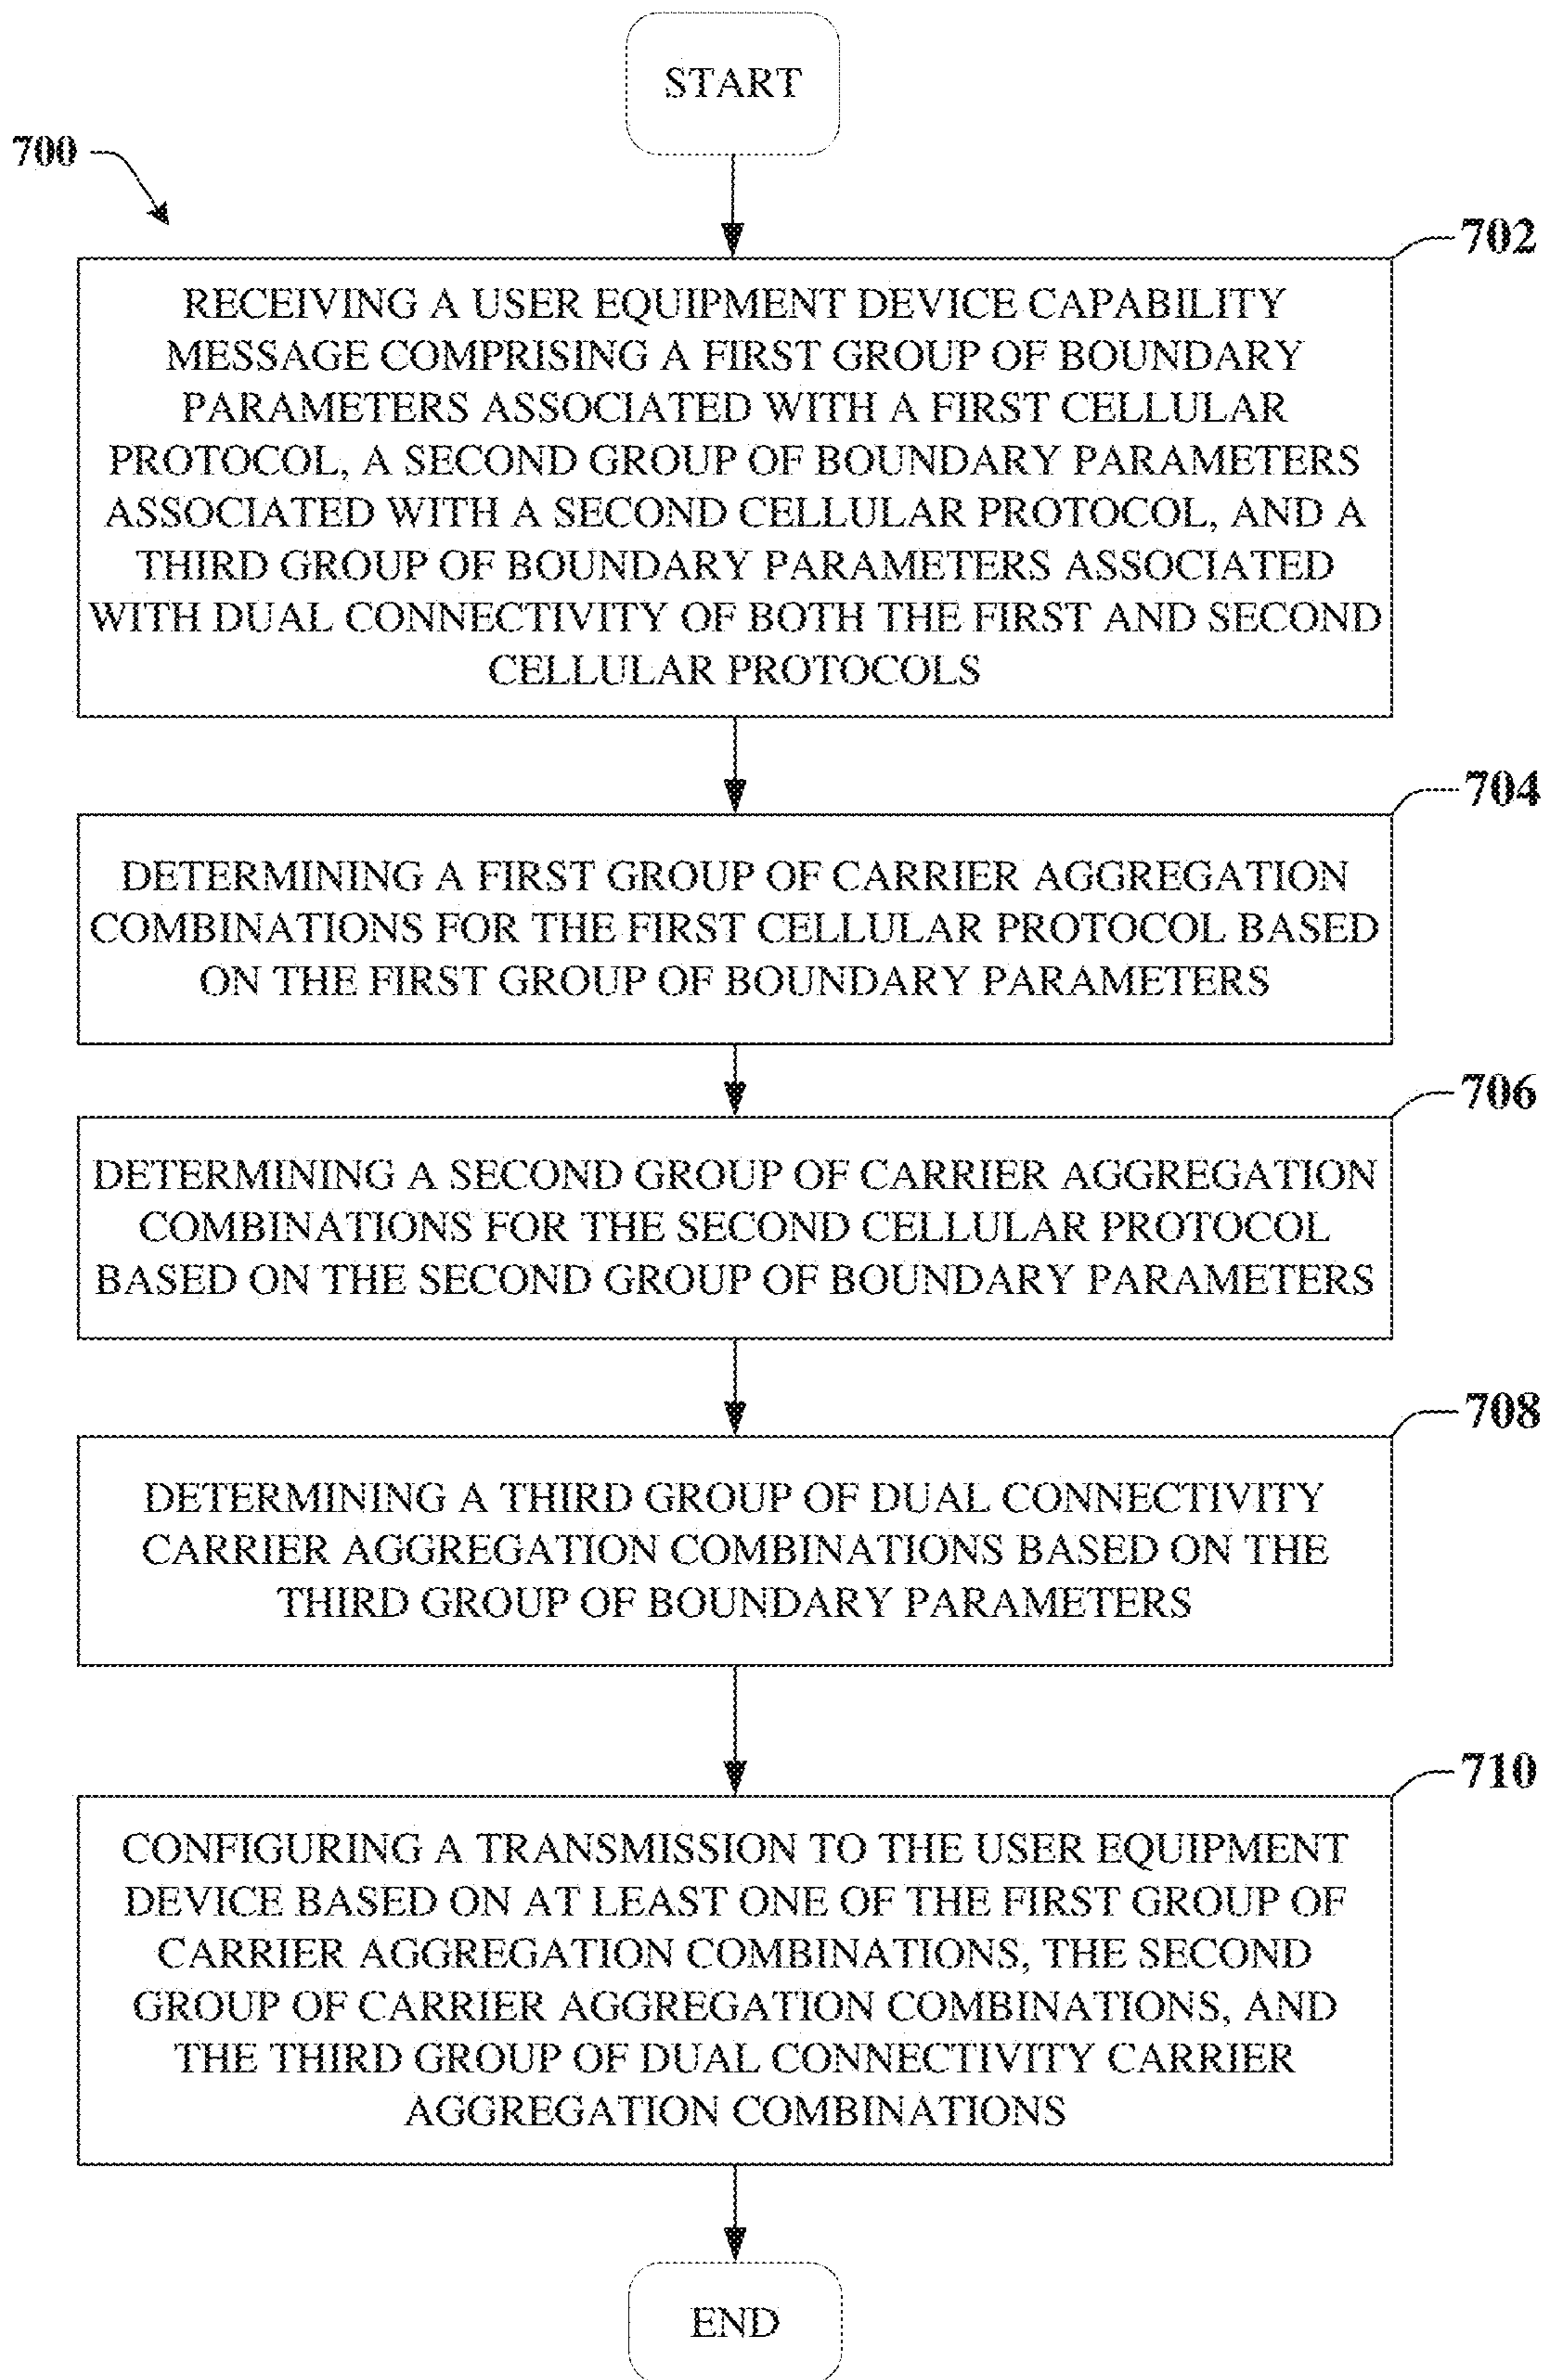 START
700
702
RECEIVING A USER EQUIPMENT DEVICE CAPABILITY
MESSAGE COMPRISING A FIRST GROUP OF BOUNDARY
PARAMETERS ASSOCIATED WITH A FIRST CELLULAR
PROTOCOL, A SECOND GROUP OF BOUNDARY PARAMETERS
ASSOCIATED WITH A SECOND CELLULAR PROTOCOL, AND A
THIRD GROUP OF BOUNDARY PARAMETERS ASSOCIATED
WITH DUAL CONNECTIVITY OF BOTH THE FIRST AND SECOND
CELLULAR PROTOCOLS
704
DETERMINING A FIRST GROUP OF CARRIER AGGREGATION
COMBINATIONS FOR THE FIRST CELLULAR PROTOCOL BASED
ON THE FIRST GROUP OF BOUNDARY PARAMETERS
706
DETERMINING A SECOND GROUP OF CARRIER AGGREGATION
COMBINATIONS FOR THE SECOND CELLULAR PROTOCOL
BASED ON THE SECOND GROUP OF BOUNDARY PARAMETERS
708
DETERMINING A THIRD GROUP OF DUAL CONNECTIVITY
CARRIER AGGREGATION COMBINATIONS BASED ON THE
THIRD GROUP OF BOUNDARY PARAMETERS
710
CONFIGURING A TRANSMISSION TO THE USER EQUIPMENT
DEVICE BASED ON AT LEAST ONE OF THE FIRST GROUP OF
CARRIER AGGREGATION COMBINATIONS, THE SECOND
GROUP OF CARRIER AGGREGATION COMBINATIONS, AND
THE THIRD GROUP OF DUAL CONNECTIVITY CARRIER
AGGREGATION COMBINATIONS
END